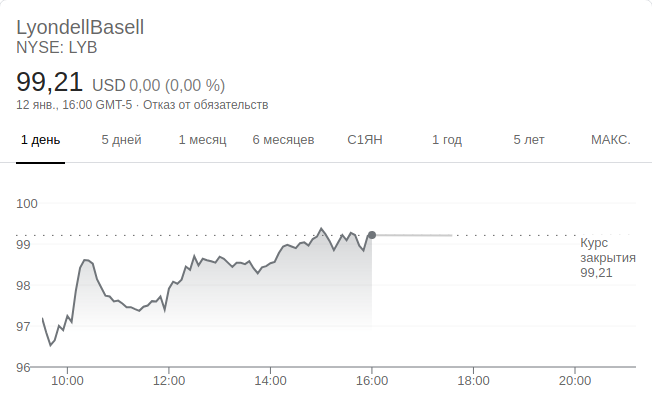 LyondellBasell
NYSE: LYB
99,21 USD 0,00 (0,00 %)
12 янв., 16:00 GMT-5 · Отказ от обязательств
1 день 5 дней 1 месяц 6 месяцев С1ЯН 1 год 5 лет МАКС.
100
99
98
97
96
Курс
закрытия
99,21
10:00 12:00 14:00 16:00 18:00 20:00